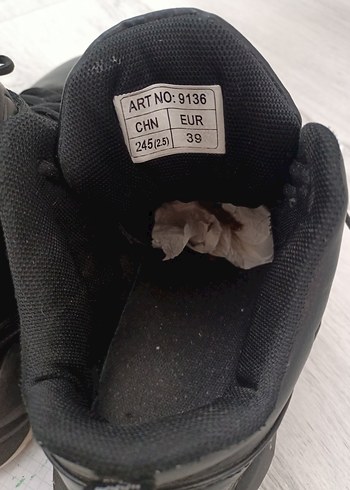 ART NO: 9136
CHN EUR
245(2.5) 39